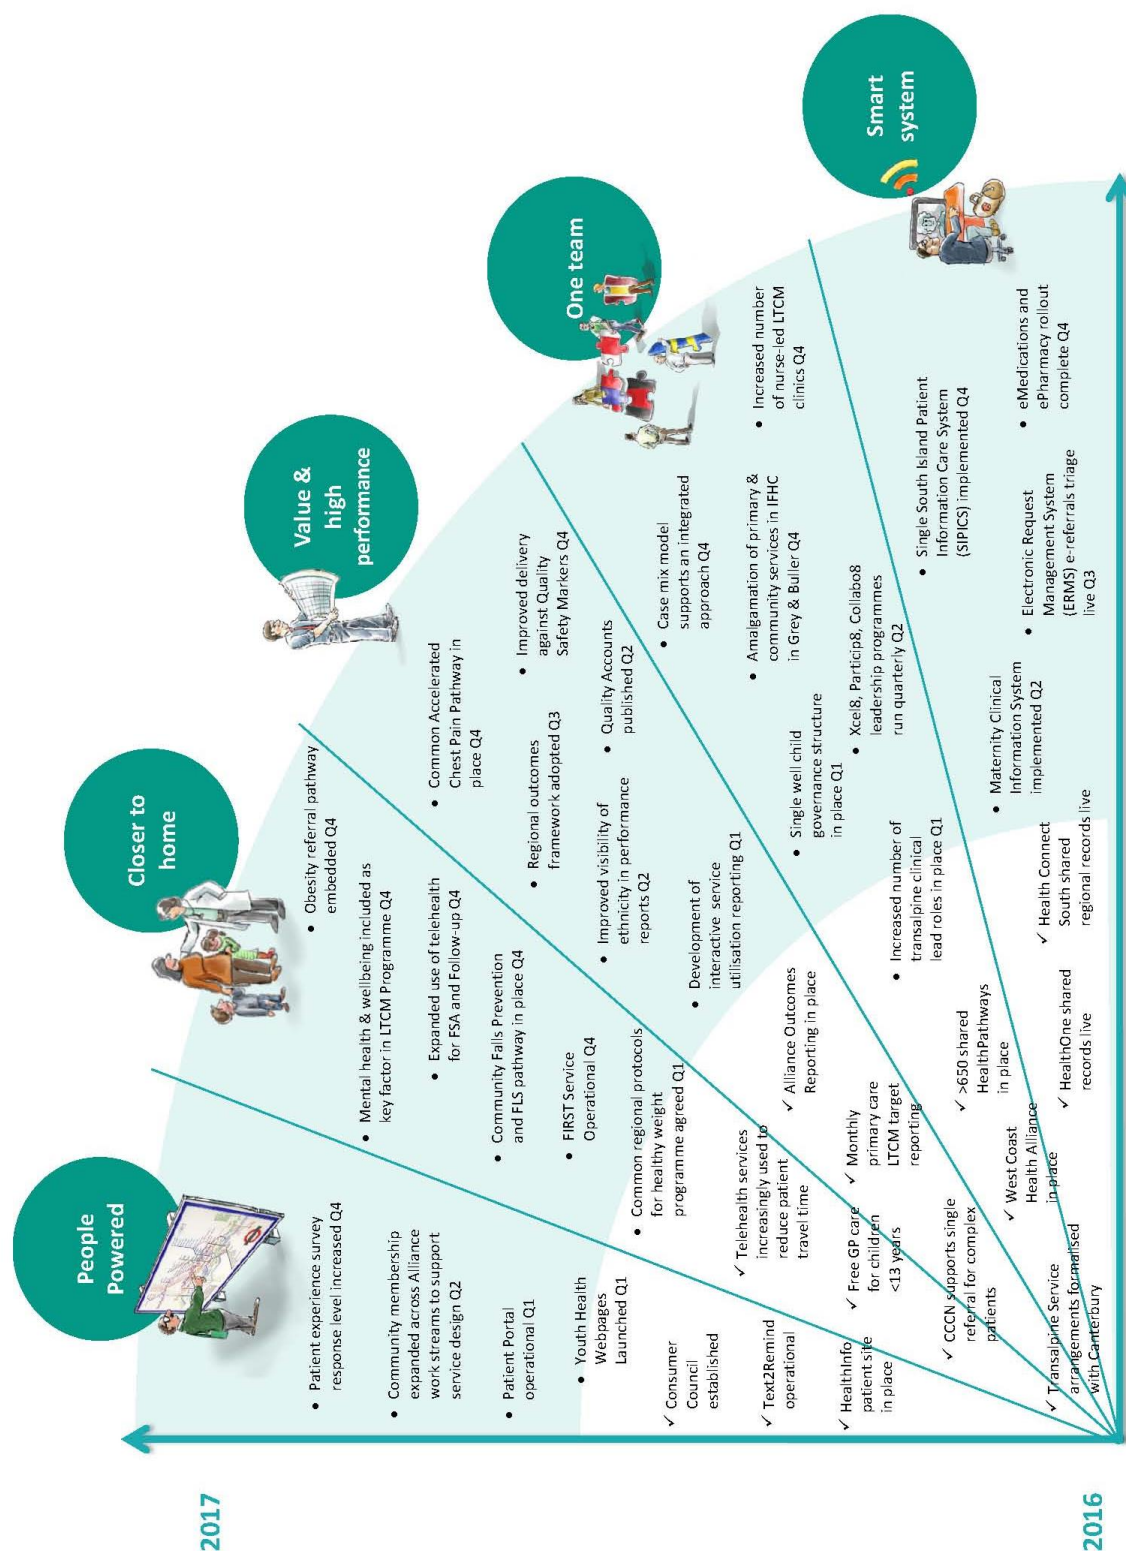 2017
2016
People
Powered
Closer to
home
Value &
high
performance
One team
Smart
system
• Patient experience survey
response level increased Q4
• Community membership
expanded across Alliance
work streams to support
service design Q2
• Patient Portal
operational Q1
• Youth Health
Webpages
Launched Q1
✓ Consumer
Council
established
✓ Text2Remind
operational
✓ HealthInfo
patient site
in place
• Obesity referral pathway
embedded Q4
• Mental health & wellbeing included as
key factor in LTCM Programme Q4
• Expanded use of telehealth
for FSA and Follow-up Q4
• Community Falls Prevention
and FLS pathway in place Q4
• FIRST Service
Operational Q4
• Common regional protocols
for healthy weight
programme agreed Q1
✓ Telehealth services
increasingly used to
reduce patient
travel time
✓ Free GP care
for children
<13 years
✓ CCCN supports single
referral for complex
patients
• Common Accelerated
Chest Pain Pathway in
place Q4
• Improved delivery
against Quality
Safety Markers Q4
• Regional outcomes
framework adopted Q3
• Quality Accounts
published Q2
• Improved visibility of
ethnicity in performance
reports Q2
• Development of
interactive service
utilisation reporting Q1
✓ Alliance Outcomes
Reporting in place
✓ Monthly
primary care
LTCM target
reporting
• Increased number
of nurse-led LTCM
clinics Q4
• Case mix model
supports an integrated
approach Q4
• Amalgamation of primary &
community services in IFHC
in Grey & Buller Q4
• Single well child
governance structure
in place Q1
• Xcel8, Particip8, Collabo8
leadership programmes
run quarterly Q2
• Increased number of
transalpine clinical
lead roles in place Q1
✓ >650 shared
HealthPathways
in place
✓ West Coast
Health Alliance
in place
✓ Transalpine Service
arrangements formalised
with Canterbury
• Single South Island Patient
Information Care System
(SIPICS) implemented Q4
• eMedications and
ePharmacy rollout
complete Q4
• Electronic Request
Management System
(ERMS) e-referrals triage
live Q3
• Maternity Clinical
Information System
implemented Q2
✓ Health Connect
South shared
regional records live
✓ HealthOne shared
records live